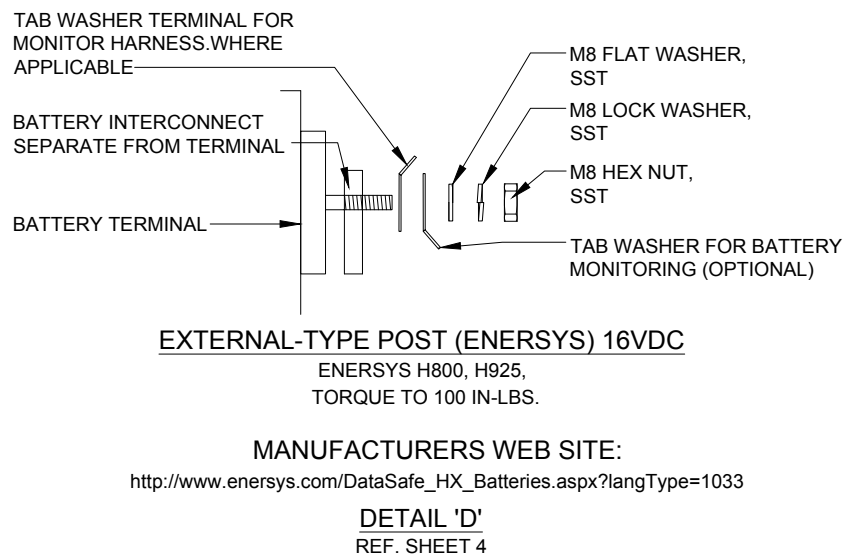 TAB WASHER TERMINAL FOR
MONITOR HARNESS.WHERE
APPLICABLE
BATTERY INTERCONNECT
SEPARATE FROM TERMINAL
BATTERY TERMINAL
M8 FLAT WASHER,
SST
M8 LOCK WASHER,
SST
M8 HEX NUT,
SST
TAB WASHER FOR BATTERY
MONITORING (OPTIONAL)
EXTERNAL-TYPE POST (ENERSYS) 16VDC
ENERSYS H800, H925,
TORQUE TO 100 IN-LBS.
MANUFACTURERS WEB SITE:
http://www.enersys.com/DataSafe_HX_Batteries.aspx?langType=1033
DETAIL 'D'
REF. SHEET 4